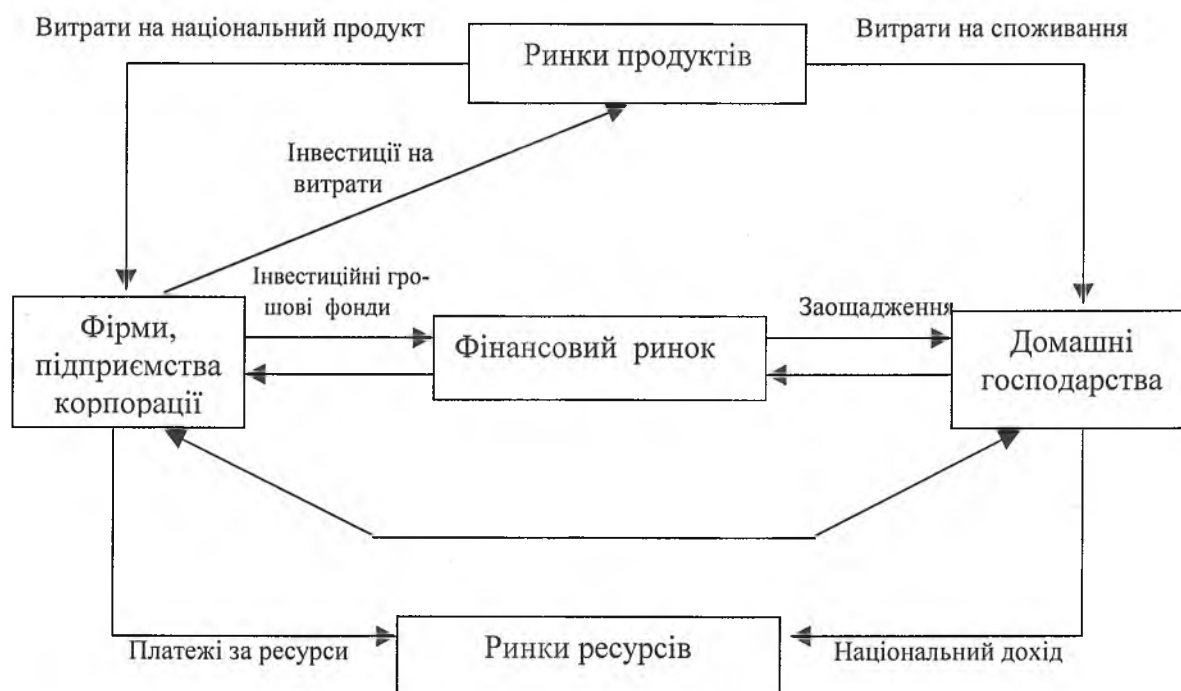 Витрати на національний продукт
Ринки продуктів
Витрати на споживання
Інвестиції на
витрати
Інвестиційні гро-
шові фонди
Заощадження
Фірми,
підприємства
корпорації
Фінансовий ринок
Домашні
господарства
Платежі за ресурси
Ринки ресурсів
Національний дохід